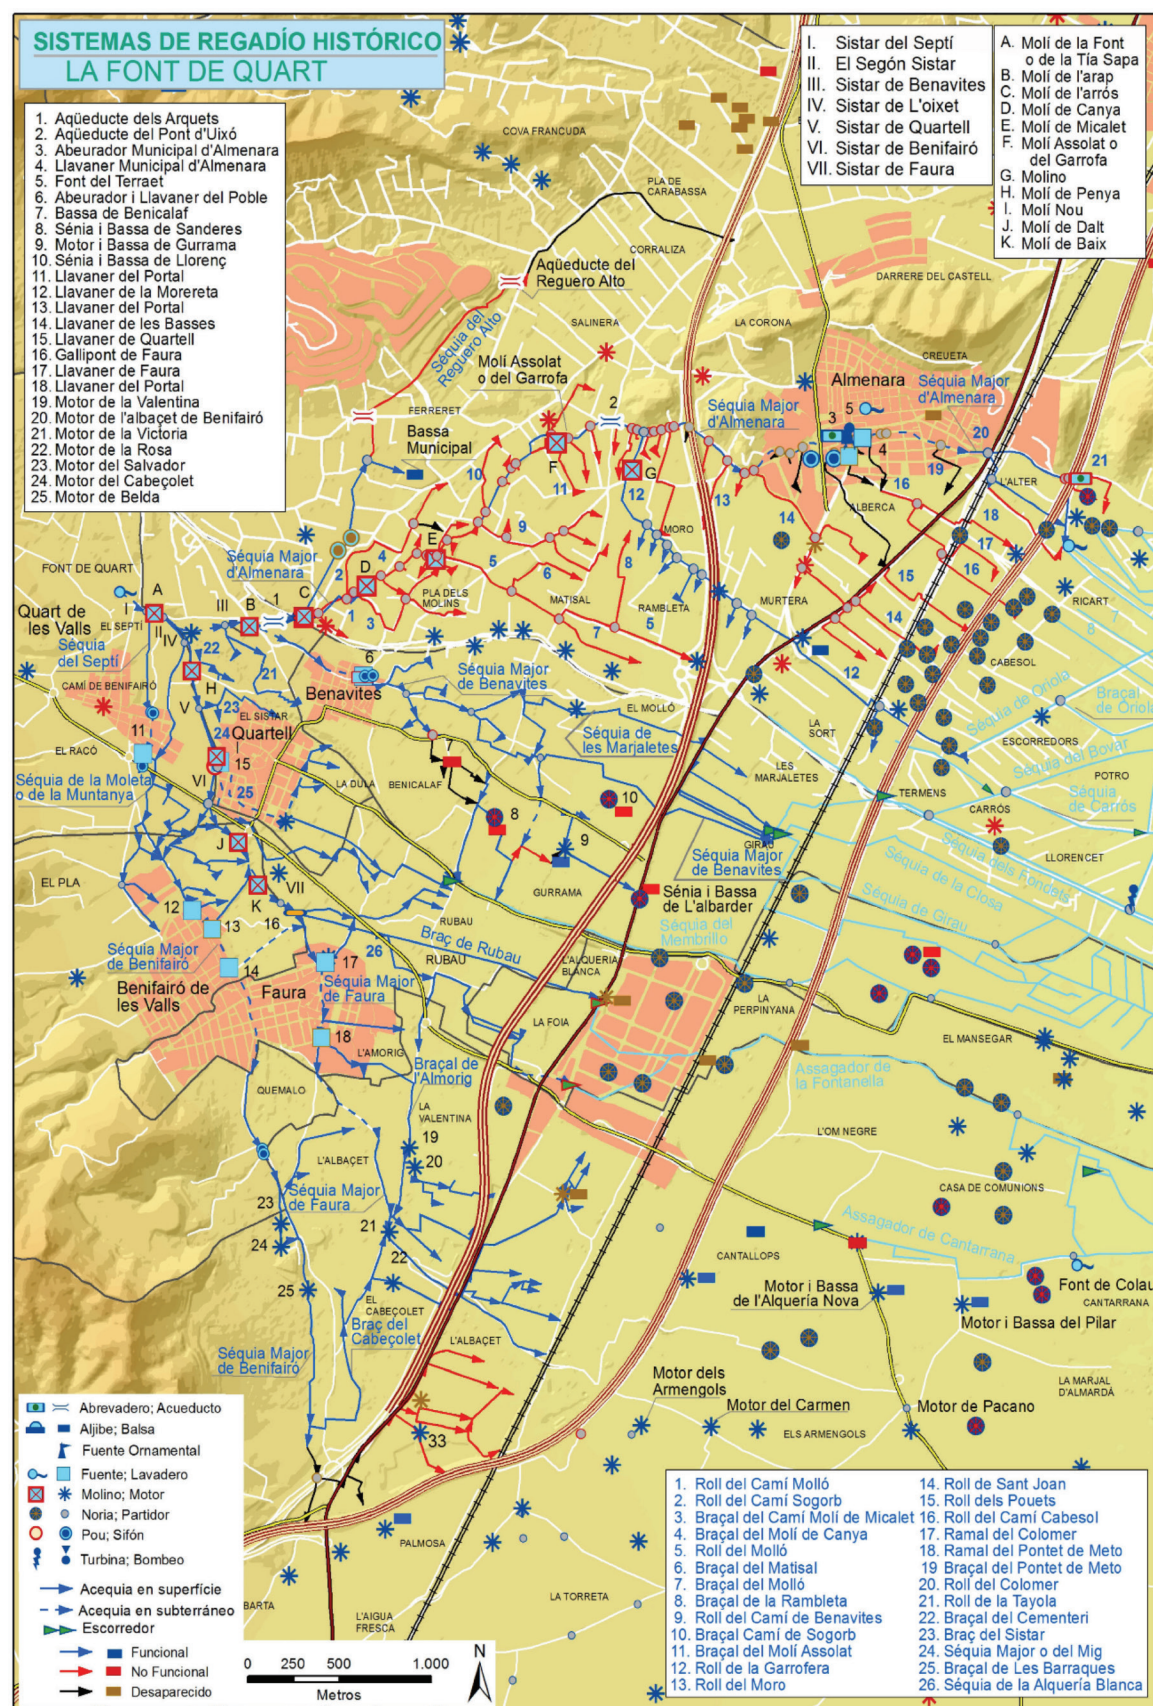 SISTEMAS DE REGADÍO HISTÓRICO
LA FONT DE QUART
1. Aqüeducte dels Arquets
2. Aqüeducte del Pont d'Uixó
3. Abeurador Municipal d'Almenara
4. Llavaner Municipal d'Almenara
5. Font del Terraet
6. Abeurador i Llavaner del Poble
7. Bassa de Benicalaf
8. Sénia i Bassa de Sanderes
9. Motor i Bassa de Gurrama
10. Sénia i Bassa de Llorenç
11. Llavaner del Portal
12. Llavaner de la Morereta
13. Llavaner del Portal
14. Llavaner de les Basses
15. Llavaner de Quartell
16. Gallipont de Faura
17. Llavaner de Faura
18. Llavaner del Portal
19. Motor de la Valentina
20. Motor de l'albaçet de Benifairó
21. Motor de la Victoria
22. Motor de la Rosa
23. Motor del Salvador
24. Motor del Cabeçolet
25. Motor de Belda
I. Sistar del Septí
II. El Segón Sistar
III. Sistar de Benavites
IV. Sistar de L'oixet
V. Sistar de Quartell
VI. Sistar de Benifairó
VII. Sistar de Faura
A. Molí de la Font
o de la Tía Sapa
B. Molí de l'arap
C. Molí de l'arrós
D. Molí de Canya
E. Molí de Micalet
F. Molí Assolat o
del Garrofa
G. Molino
H. Molí de Penya
I. Molí Nou
J. Molí de Dalt
K. Molí de Baix
COVA FRANCUDA
PLA DE
CARABASSA
CORRALIZA
Aqüeducte del
Reguero Alto
DARRERE DEL CASTELL
SALINERA
LA CORONA
CREUETA
Séquia del
Reguero Alto
Molí Assolat
o del Garrofa
Almenara
Séquia Major
d'Almenara
FERRERET
Bassa
Municipal
Séquia Major
d'Almenara
L'ALTER
ALBERCA
MORO
Séquia Major
d'Almenara
FONT DE QUART
PLA DELS
MOLINS
MATISAL
RAMBLETA
MURTERA
RICART
Quart de
les Valls
EL SEPTÍ
Séquia
del Septí
CAMÍ DE BENIFAIRÓ
Benavites
Séquia Major
de Benavites
EL MOLLÓ
CABESOL
Séquia de Oriola
Braçal
de Oriola
EL SISTAR
Quartell
Séquia de
les Marjaletes
LA
SORT
ESCORREDORS
EL RACÓ
Séquia de la Moleta
o de la Muntanya
LA DULA
BENICALAF
LES
MARJALETES
TERMENS
Séquia del Bovar
POTRO
Séquia
de Carrós
CARRÓS
GIRAU
Séquia Major
de Benavites
Séquia dels Fondets
LLORENCET
EL PLA
GURRAMA
Sénia i Bassa
de L'albarder
Séquia de la Closa
Séquia de Girau
Séquia del
Membrillo
RUBAU
Braç de Rubau
RUBAU
L'ALQUERIA
BLANCA
Séquia Major
de Benifairó
Benifairó de
les Valls
Faura
Séquia Major
de Faura
LA
PERPINYANA
LA FOIA
EL MANSEGAR
L'AMORIG
Braçal de
l'Almorig
Assagador de
la Fontanella
QUEMALO
LA
VALENTINA
L'OM NEGRE
L'ALBAÇET
Séquia Major
de Faura
CASA DE COMUNIONS
Assagador de Cantarrana
CANTALLOPS
Motor i Bassa
de l'Alquería Nova
Font de Colau
CANTARRANA
Motor i Bassa del Pilar
EL
CABEÇOLET
Braç del
Cabeçolet
Séquia Major
de Benifairó
L'ALBAÇET
Motor dels
Armengols
Motor del Carmen
ELS ARMENGOLS
Motor de Pacano
LA MARJAL
D'ALMARDÀ
33
PALMOSA
LA TORRETA
L'AIGUA
FRESCA
Abrevadero; Acueducto
Aljibe; Balsa
Fuente Ornamental
Fuente; Lavadero
Molino; Motor
Noria; Partidor
Pou; Sifón
Turbina; Bombeo
Acequia en superfície
Acequia en subterráneo
Escorredor
Funcional
No Funcional
Desaparecido
0 250 500 1.000
Metros
N
1. Roll del Camí Molló
2. Roll del Camí Sogorb
3. Braçal del Camí Molí de Micalet
4. Braçal del Molí de Canya
5. Roll del Molló
6. Braçal del Matisal
7. Braçal del Molló
8. Braçal de la Rambleta
9. Roll del Camí de Benavites
10. Braçal Camí de Sogorb
11. Braçal del Molí Assolat
12. Roll de la Garrofera
13. Roll del Moro
14. Roll de Sant Joan
15. Roll dels Pouets
16. Roll del Camí Cabesol
17. Ramal del Colomer
18. Ramal del Pontet de Meto
19 Braçal del Pontet de Meto
20. Roll del Colomer
21. Roll de la Tayola
22. Braçal del Cementeri
23. Braç del Sistar
24. Séquia Major o del Mig
25. Braçal de Les Barraques
26. Séquia de la Alquería Blanca